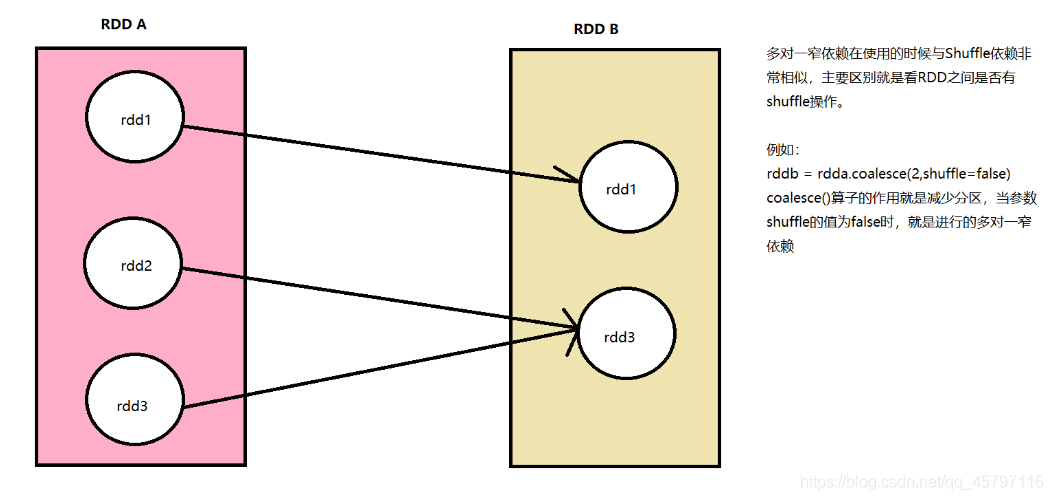 RDD A
RDD B
rdd1
rdd2
rdd3
rdd1
rdd3
多对一窄依赖在使用的时候与Shuffle依赖非
常相似，主要区别就是看RDD之间是否有
shuffle操作。
例如：
rddb = rdda.coalesce(2,shuffle=false)
coalesce()算子的作用就是减少分区，当参数
shuffle的值为false时，就是进行的多对一窄
依赖
https://blog.csdn.net/qq_45797116